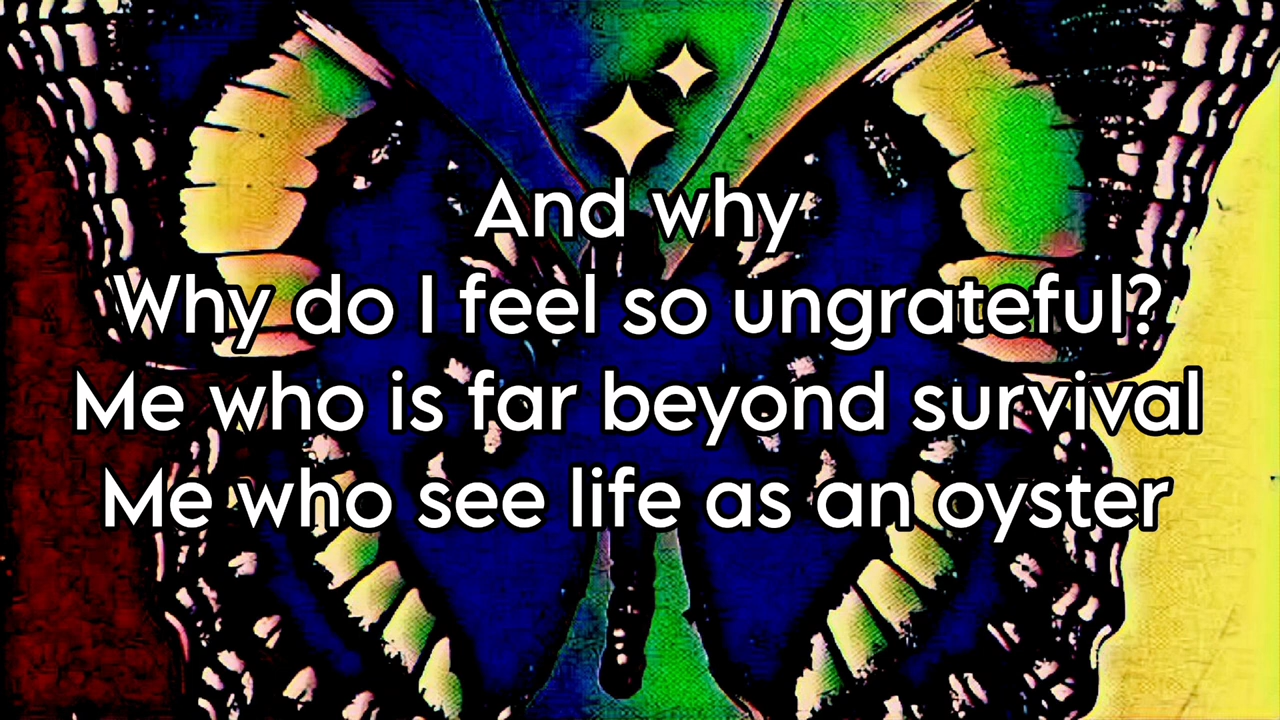 And why
Why do I feel so ungrateful?
Me who is far beyond survival
Me who see life as an oyster